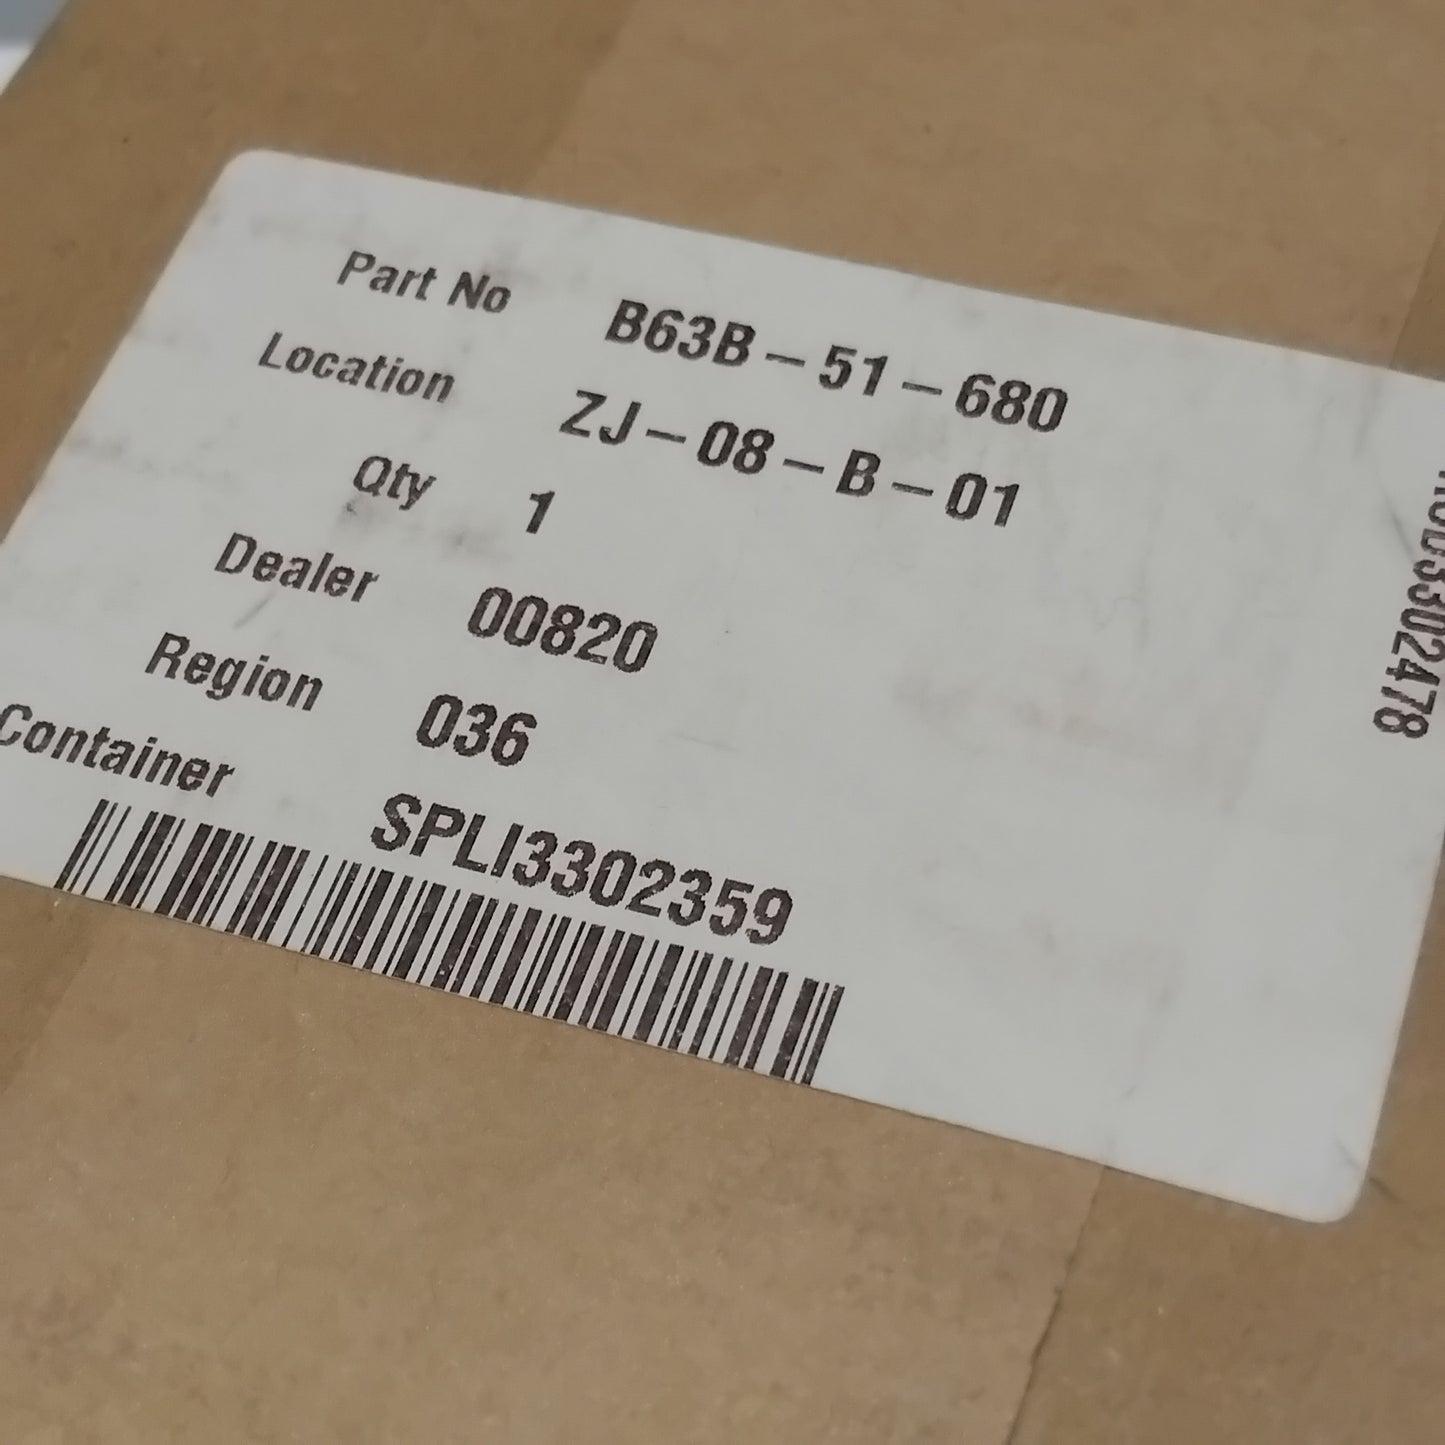 Part No B63B-51-680
Location ZJ-08-B-01
Qty 1
Dealer 00820
Region 036
Container SPLI3302359